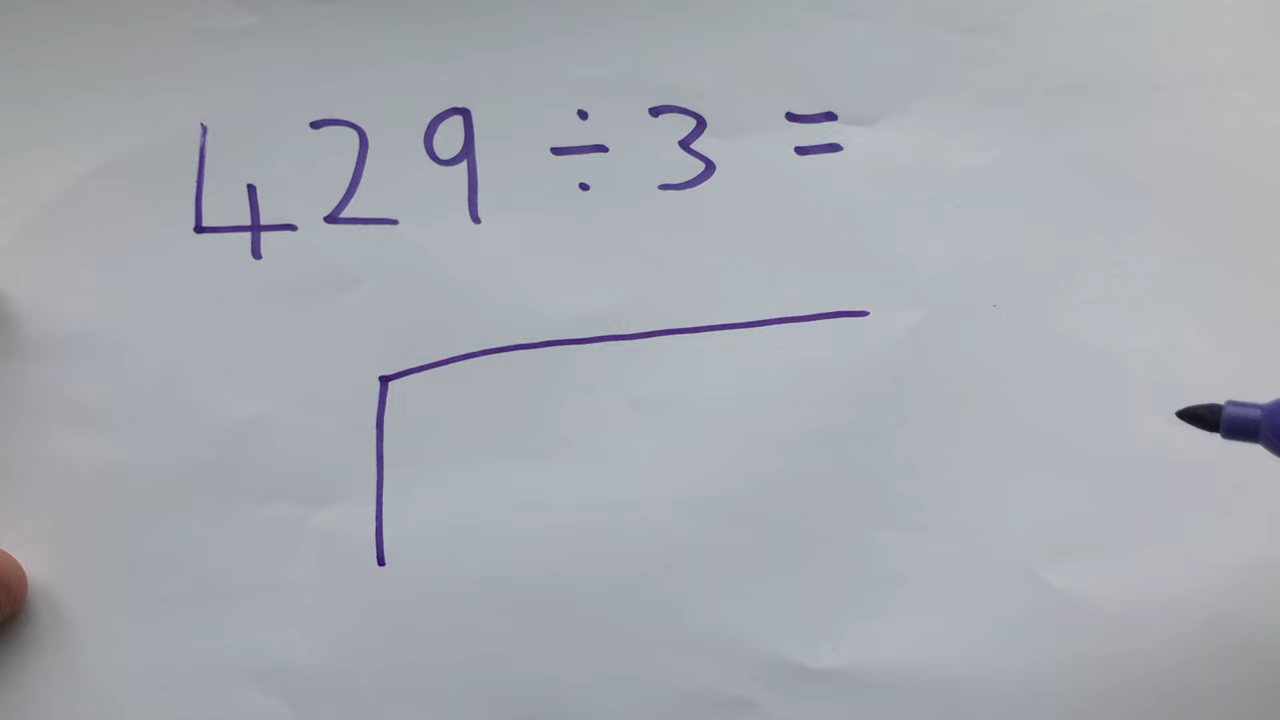 429 ÷ 3 =